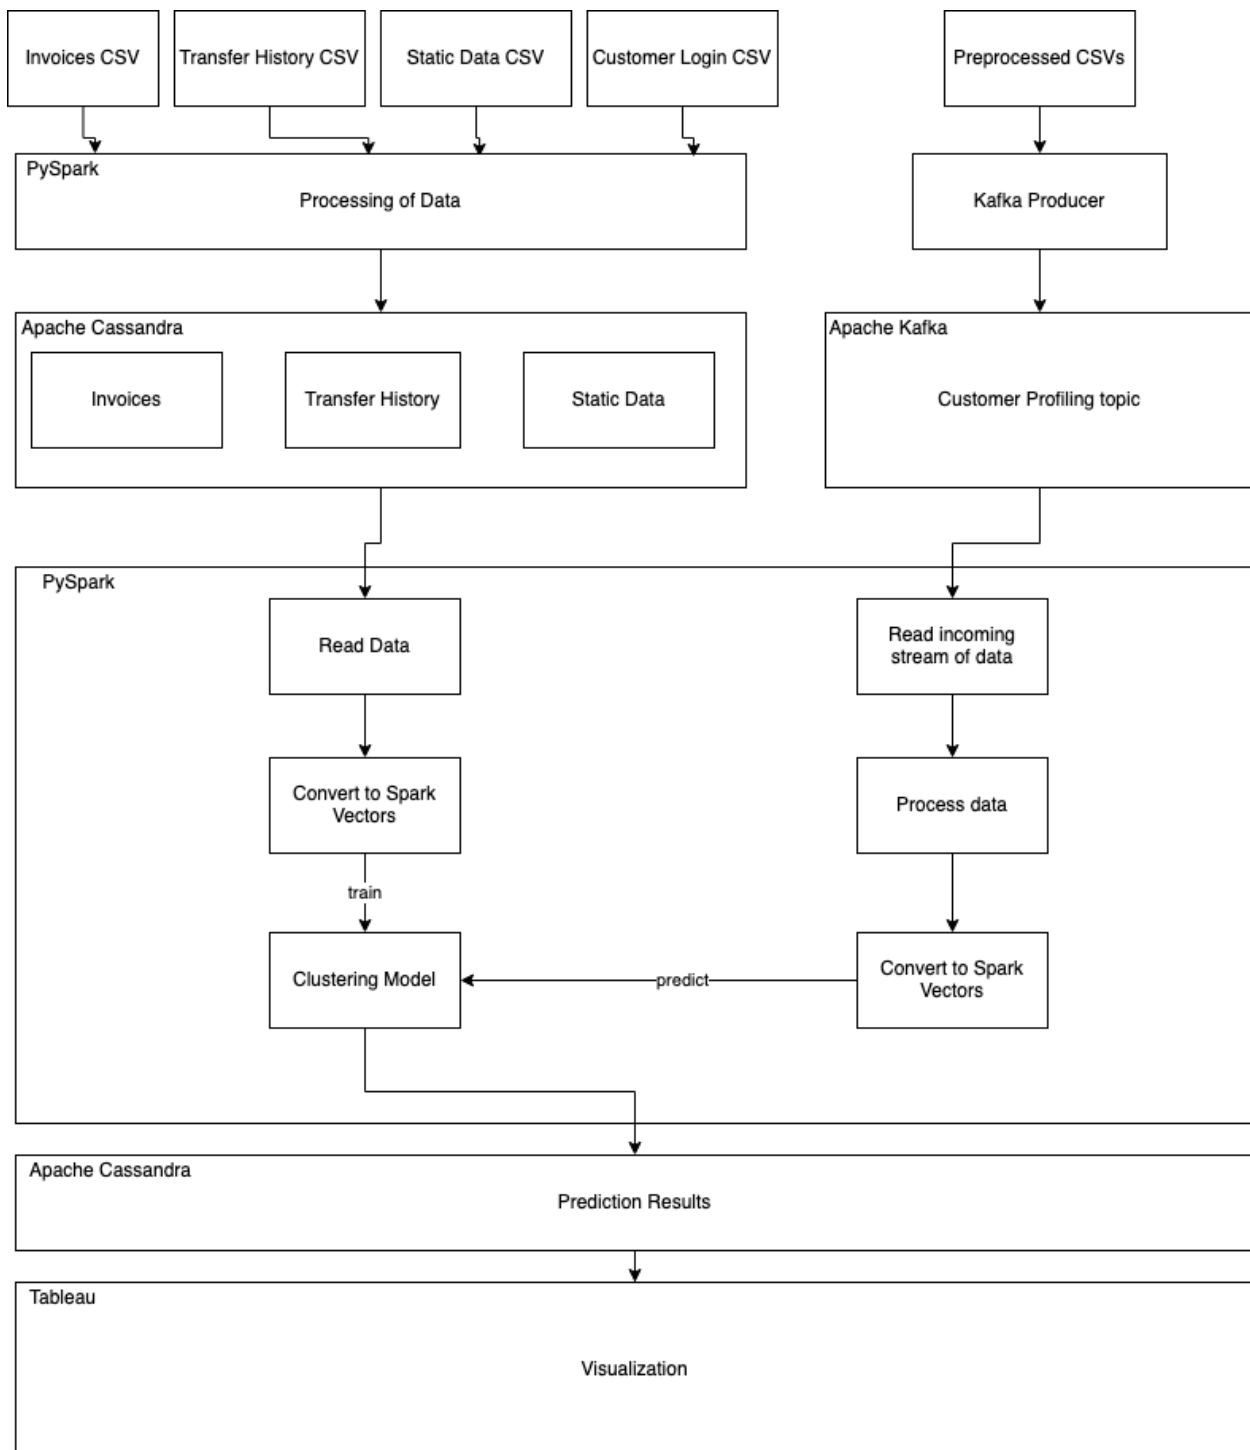 Invoices CSV
Transfer History CSV
Static Data CSV
Customer Login CSV
Preprocessed CSVs
PySpark
Processing of Data
Kafka Producer
Apache Cassandra
Invoices
Transfer History
Static Data
Apache Kafka
Customer Profiling topic
PySpark
Read Data
Read incoming
stream of data
Convert to Spark
Vectors
Process data
train
Clustering Model
predict
Convert to Spark
Vectors
Apache Cassandra
Prediction Results
Tableau
Visualization